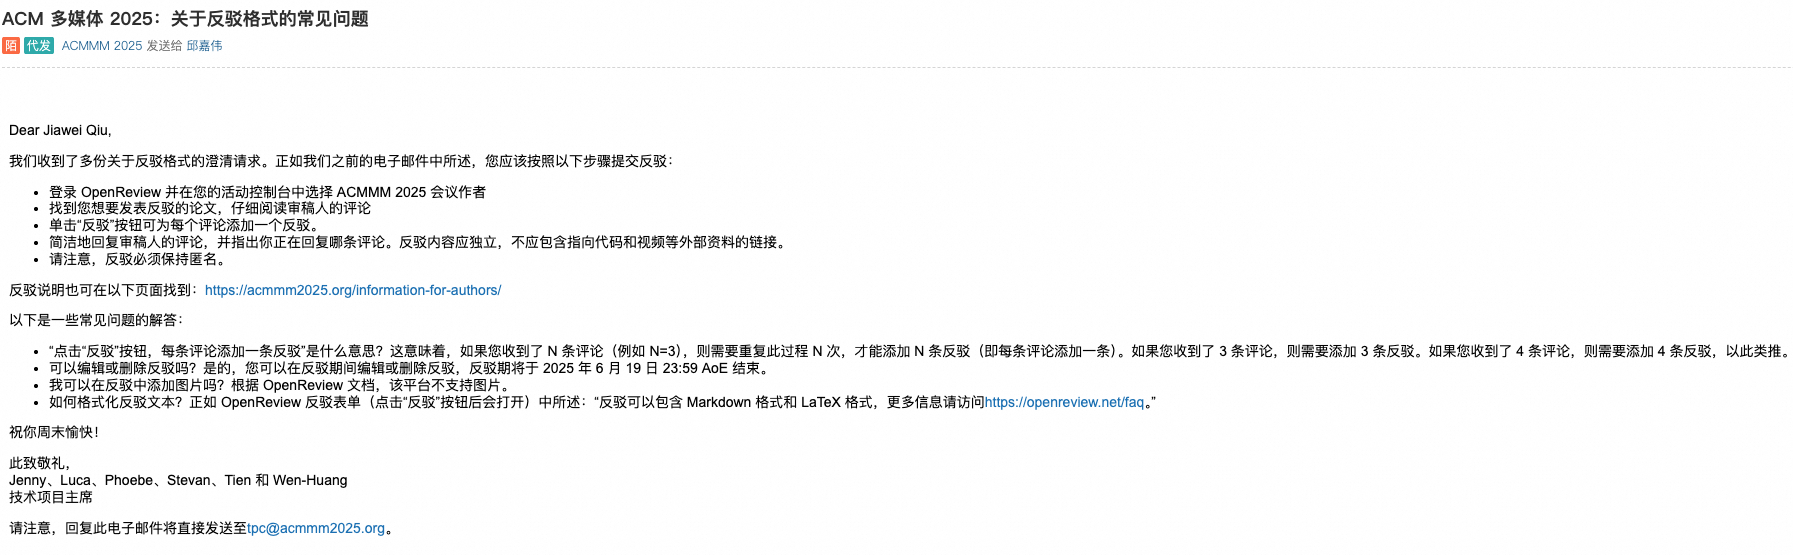 ACM 多媒体 2025：关于反驳格式的常见问题
陌 代发 ACMMM 2025 发送给 邱嘉伟
Dear Jiawei Qiu,
我们收到了多份关于反驳格式的澄清请求。正如我们之前的电子邮件中所述，您应该按照以下步骤提交反驳：
• 登录 OpenReview 并在您的活动控制台中选择 ACMMM 2025 会议作者
• 找到您想要发表反驳的论文，仔细阅读审稿人的评论
• 单击“反驳”按钮可为每个评论添加一个反驳。
• 简洁地回复审稿人的评论，并指出你正在回复哪条评论。反驳内容应独立，不应包含指向代码和视频等外部资料的链接。
• 请注意，反驳必须保持匿名。
反驳说明也可在以下页面找到：https://acmmm2025.org/information-for-authors/
以下是一些常见问题的解答：
• “点击“反驳”按钮，每条评论添加一条反驳”是什么意思？这意味着，如果您收到了 N 条评论（例如 N=3），则需要重复此过程 N 次，才能添加 N 条反驳（即每条评论添加一条）。如果您收到了 3 条评论，则需要添加 3 条反驳。如果您收到了 4 条评论，则需要添加 4 条反驳，以此类推。
• 可以编辑或删除反驳吗？是的，您可以在反驳期间编辑或删除反驳，反驳期将于 2025 年 6 月 19 日 23:59 AoE 结束。
• 我可以在反驳中添加图片吗？根据 OpenReview 文档，该平台不支持图片。
• 如何格式化反驳文本？正如 OpenReview 反驳表单（点击“反驳”按钮后会打开）中所述：“反驳可以包含 Markdown 格式和 LaTeX 格式，更多信息请访问https://openreview.net/faq。”
祝你周末愉快！
此致敬礼，
Jenny、Luca、Phoebe、Stevan、Tien 和 Wen-Huang
技术项目主席
请注意，回复此电子邮件将直接发送至tpc@acmmm2025.org。